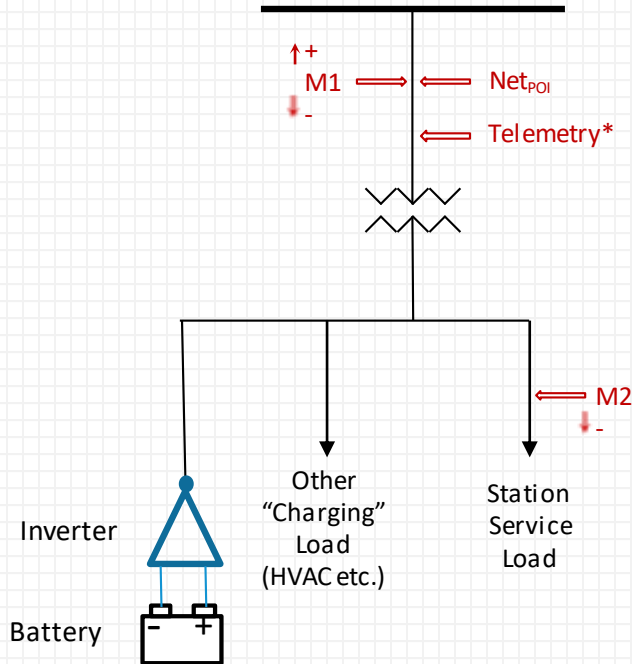 +
M1
-
Net_POI
Telemetry*
M2
-
Other
“Charging”
Load
(HVAC etc.)
Station
Service
Load
Inverter
- +
Battery